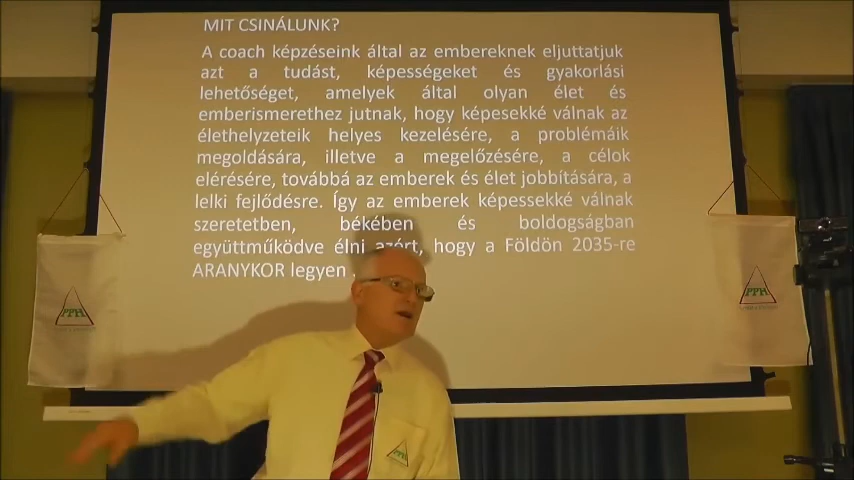 MIT CSINÁLUNK?
A coach képzéseink által az embereknek eljuttatjuk
azt a tudást, képességeket és gyakorlási
lehetőséget, amelyek által olyan élet és
emberismerethez jutnak, hogy képesekké válnak az
élethelyzeteik helyes kezelésére, a problémáik
megoldására, illetve a megelőzésére, a célok
elérésére, továbbá az emberek és élet jobbítására, a
lelki fejlődésre. Így az emberek képessekké válnak
szeretetben, békében és boldogságban
együttműködve élni azért, hogy a Földön 2035-re
ARANYKOR legyen .
PPH
PPH
PPH